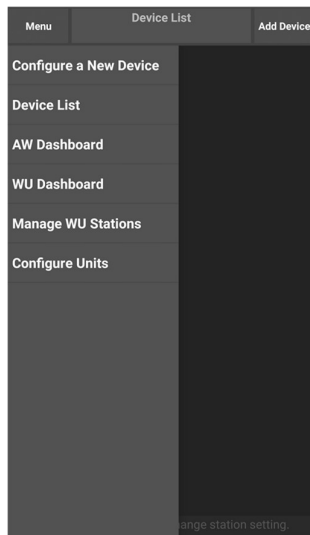 Menu
Device List
Add Device
Configure a New Device
Device List
AW Dashboard
WU Dashboard
Manage WU Stations
Configure Units
station setting.